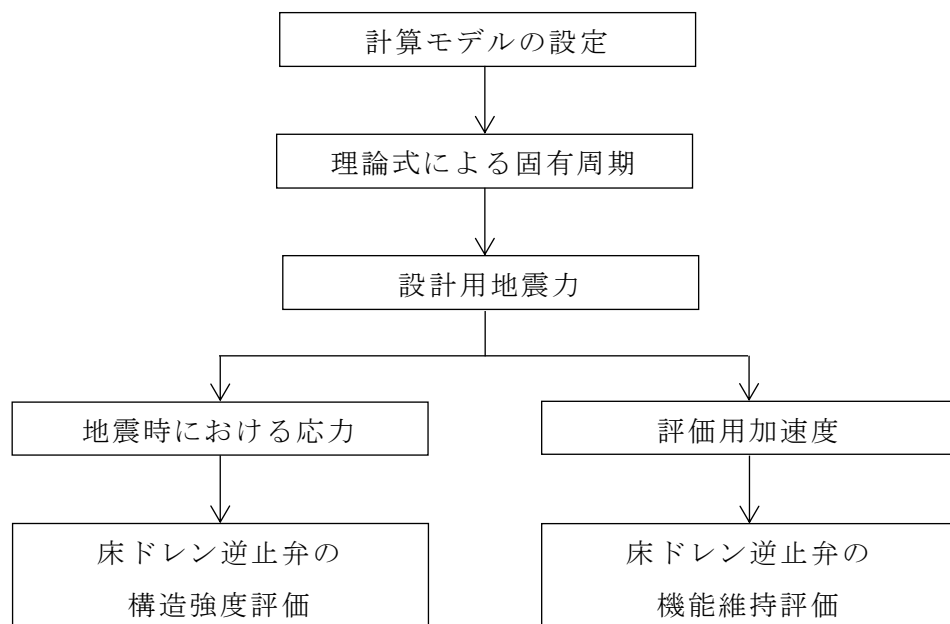 計算モデルの設定
理論式による固有周期
設計用地震力
地震時における応力
評価用加速度
床ドレン逆止弁の
構造強度評価
床ドレン逆止弁の
機能維持評価